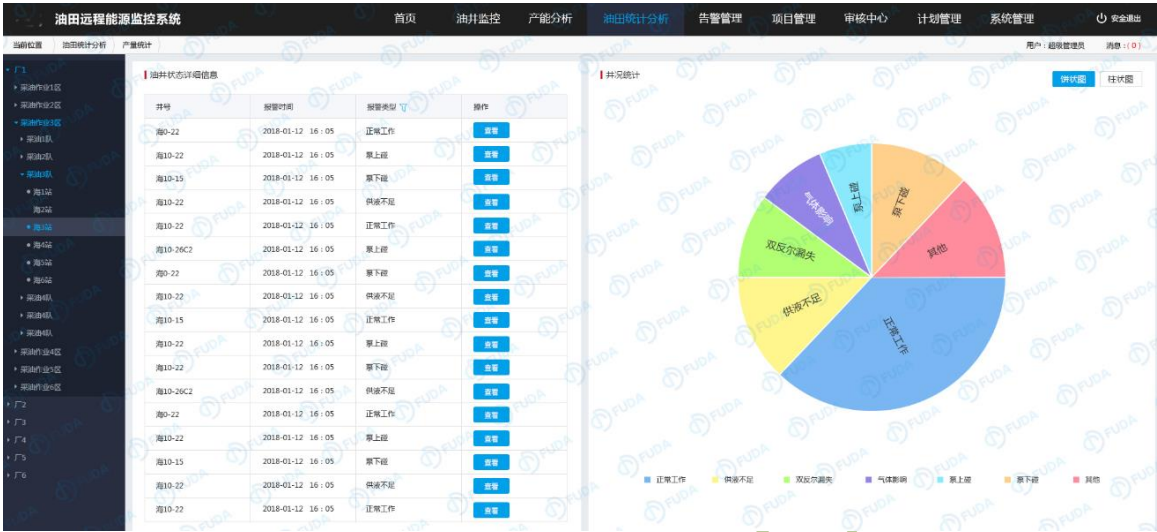 油田远程能源监控系统 首页 油井监控 产能分析 油田统计分析 告警管理 项目管理 审核中心 计划管理 系统管理 安全退出
当前位置 油田统计分析 产量统计 用户：超级管理员 消息：( 0 )
厂1
采油作业1区
采油作业2区
采油作业3区
采油1队
采油2队
采油3队
海1站
海2站
海3站
海4站
海5站
海6站
采油4队
采油4队
采油4队
采油作业4区
采油作业5区
采油作业6区
厂2
厂3
厂4
厂5
厂6
油井状态详细信息
井号 报警时间 报警类型 操作
海0-22 2018-01-12 16：05 正常工作 查看
海10-22 2018-01-12 16：05 泵上碰 查看
海10-15 2018-01-12 16：05 泵下碰 查看
海10-22 2018-01-12 16：05 供液不足 查看
海10-22 2018-01-12 16：05 正常工作 查看
海10-26C2 2018-01-12 16：05 泵上碰 查看
海0-22 2018-01-12 16：05 泵下碰 查看
海10-22 2018-01-12 16：05 供液不足 查看
海10-15 2018-01-12 16：05 正常工作 查看
海10-22 2018-01-12 16：05 泵上碰 查看
海10-22 2018-01-12 16：05 泵下碰 查看
海10-26C2 2018-01-12 16：05 供液不足 查看
海0-22 2018-01-12 16：05 正常工作 查看
海10-22 2018-01-12 16：05 泵上碰 查看
海10-15 2018-01-12 16：05 泵下碰 查看
海10-22 2018-01-12 16：05 供液不足 查看
海10-22 2018-01-12 16：05 正常工作 查看
井况统计 饼状图 柱状图
气体影响
泵上碰
泵下碰
双反尔漏失
其他
供液不足
正常工作
正常工作 供液不足 双反尔漏失 气体影响 泵上碰 泵下碰 其他
FUDA